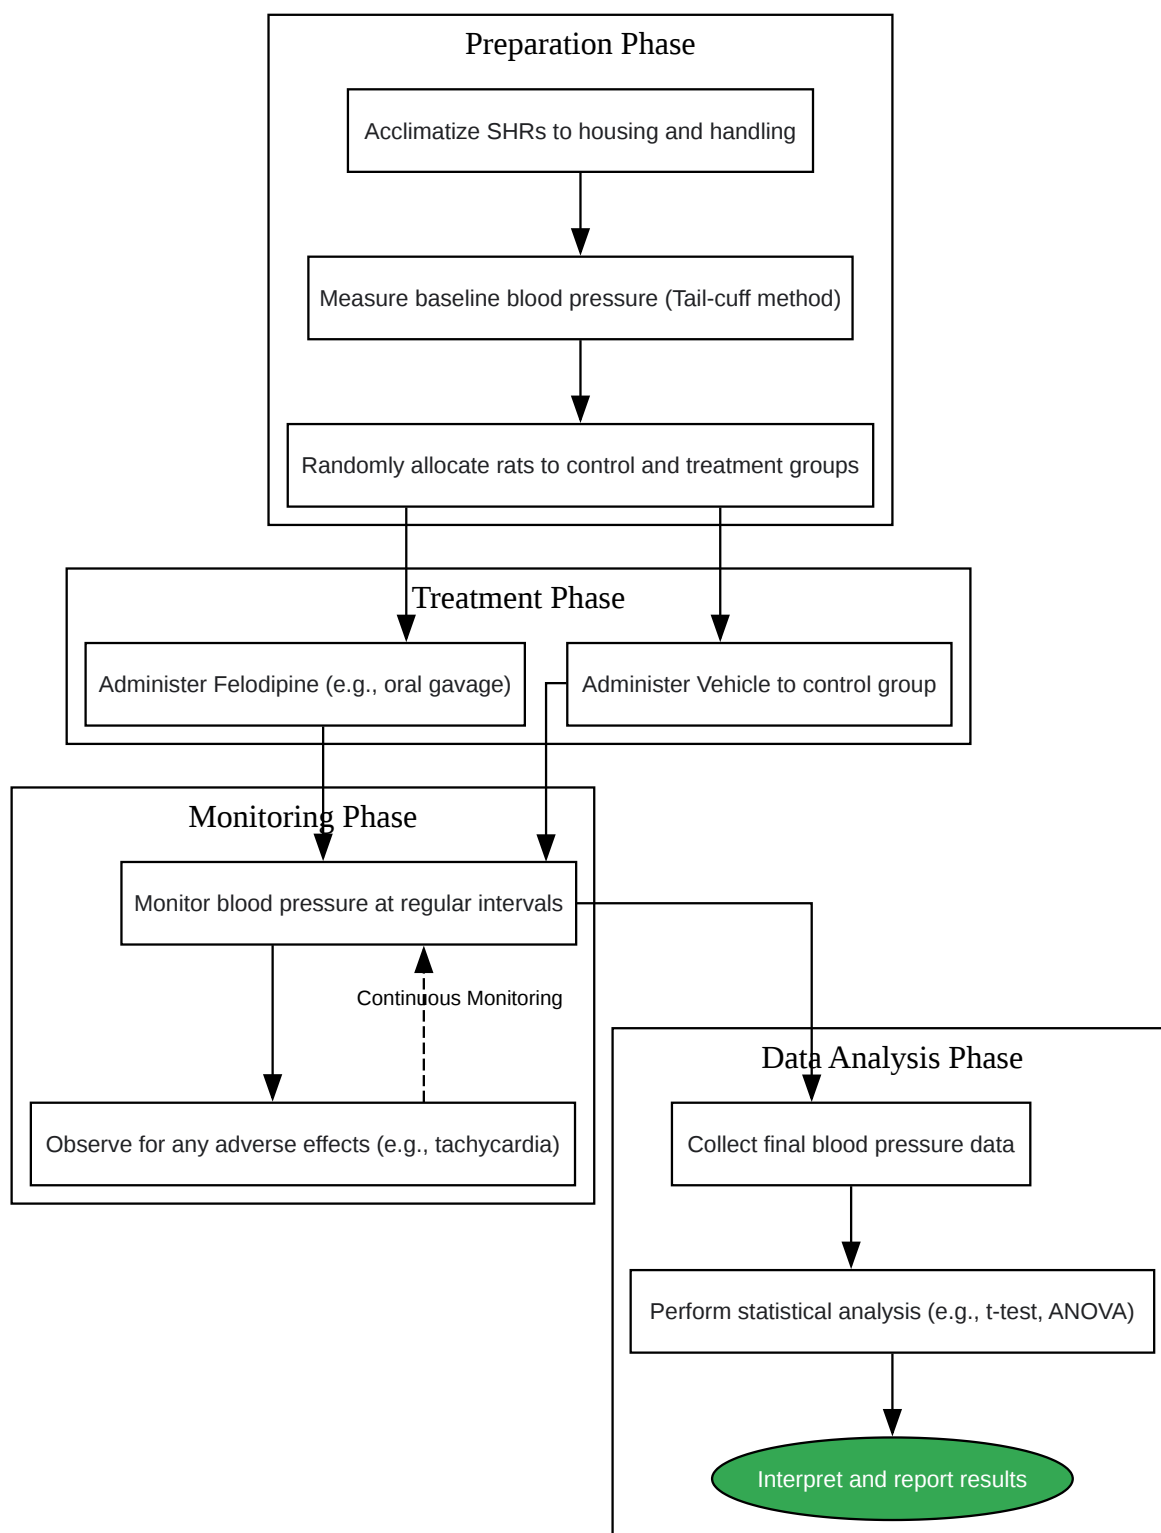 Preparation Phase
Acclimatize SHRs to housing and handling
Measure baseline blood pressure (Tail-cuff method)
Randomly allocate rats to control and treatment groups
Treatment Phase
Administer Felodipine (e.g., oral gavage)
Administer Vehicle to control group
Monitoring Phase
Monitor blood pressure at regular intervals
Continuous Monitoring
Observe for any adverse effects (e.g., tachycardia)
Data Analysis Phase
Collect final blood pressure data
Perform statistical analysis (e.g., t-test, ANOVA)
Interpret and report results